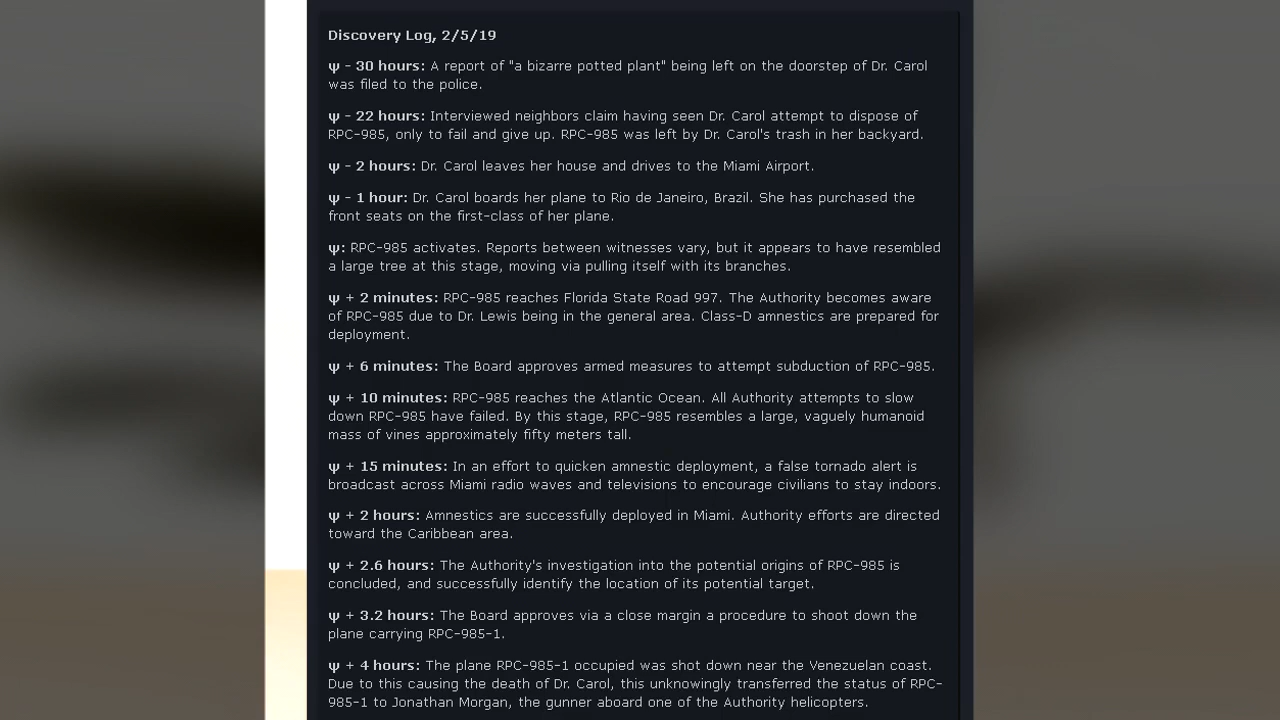 Discovery Log, 2/5/19
ψ – 30 hours: A report of "a bizarre potted plant" being left on the doorstep of Dr. Carol
was filed to the police.
ψ – 22 hours: Interviewed neighbors claim having seen Dr. Carol attempt to dispose of
RPC-985, only to fail and give up. RPC-985 was left by Dr. Carol's trash in her backyard.
ψ – 2 hours: Dr. Carol leaves her house and drives to the Miami Airport.
ψ – 1 hour: Dr. Carol boards her plane to Rio de Janeiro, Brazil. She has purchased the
front seats on the first-class of her plane.
ψ: RPC-985 activates. Reports between witnesses vary, but it appears to have resembled
a large tree at this stage, moving via pulling itself with its branches.
ψ + 2 minutes: RPC-985 reaches Florida State Road 997. The Authority becomes aware
of RPC-985 due to Dr. Lewis being in the general area. Class-D amnestics are prepared for
deployment.
ψ + 6 minutes: The Board approves armed measures to attempt subduction of RPC-985.
ψ + 10 minutes: RPC-985 reaches the Atlantic Ocean. All Authority attempts to slow
down RPC-985 have failed. By this stage, RPC-985 resembles a large, vaguely humanoid
mass of vines approximately fifty meters tall.
ψ + 15 minutes: In an effort to quicken amnestic deployment, a false tornado alert is
broadcast across Miami radio waves and televisions to encourage civilians to stay indoors.
ψ + 2 hours: Amnestics are successfully deployed in Miami. Authority efforts are directed
toward the Caribbean area.
ψ + 2.6 hours: The Authority's investigation into the potential origins of RPC-985 is
concluded, and successfully identify the location of its potential target.
ψ + 3.2 hours: The Board approves via a close margin a procedure to shoot down the
plane carrying RPC-985-1.
ψ + 4 hours: The plane RPC-985-1 occupied was shot down near the Venezuelan coast.
Due to this causing the death of Dr. Carol, this unknowingly transferred the status of RPC-
985-1 to Jonathan Morgan, the gunner aboard one of the Authority helicopters.